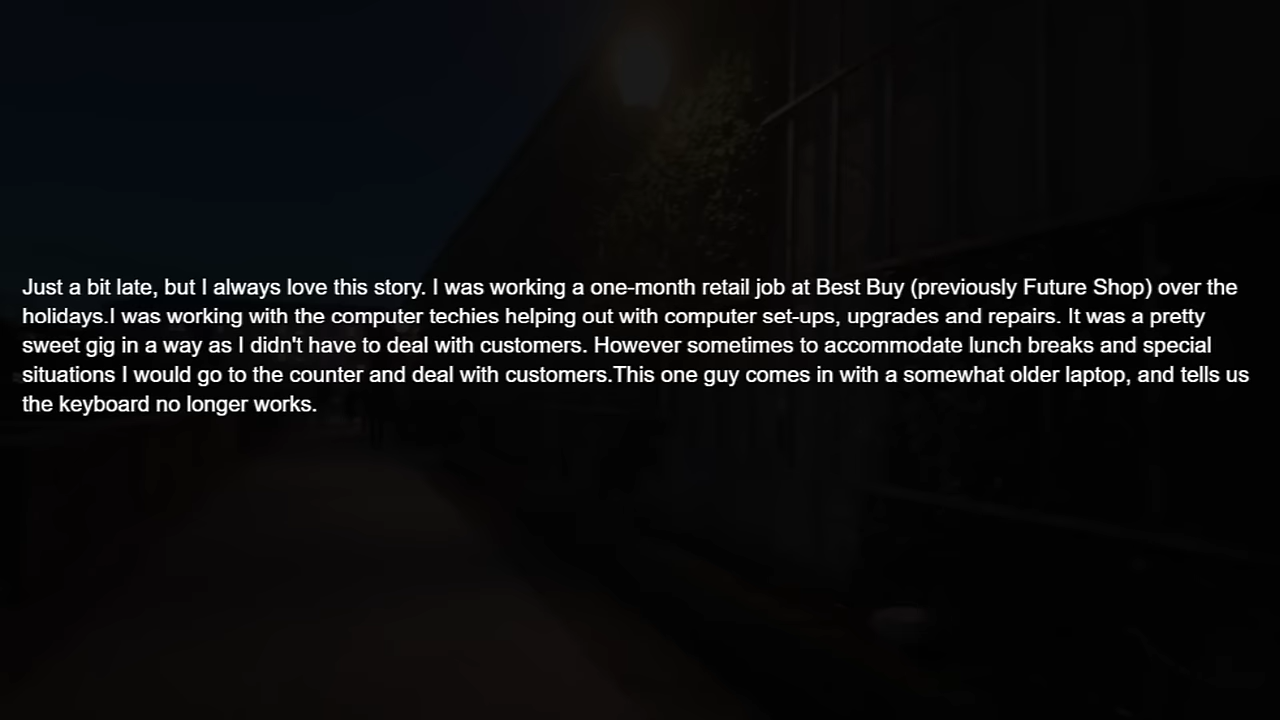 Just a bit late, but I always love this story. I was working a one-month retail job at Best Buy (previously Future Shop) over the
holidays.I was working with the computer techies helping out with computer set-ups, upgrades and repairs. It was a pretty
sweet gig in a way as I didn't have to deal with customers. However sometimes to accommodate lunch breaks and special
situations I would go to the counter and deal with customers.This one guy comes in with a somewhat older laptop, and tells us
the keyboard no longer works.